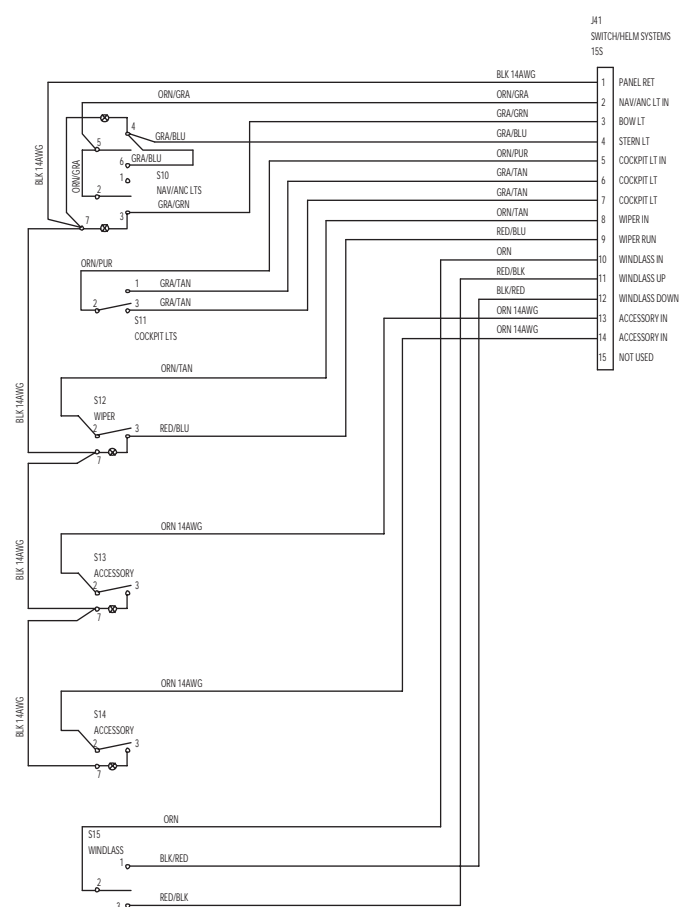 J41
SWITCH/HELM SYSTEMS
15S
BLK 14AWG 1 PANEL RET
ORN/GRA ORN/GRA 2 NAV/ANC LT IN
GRA/GRN 3 BOW LT
4
GRA/BLU GRA/BLU 4 STERN LT
5
ORN/PUR 5 COCKPIT LT IN
6 GRA/BLU
BLK 14AWG
ORN/GRA
1 S10
GRA/TAN 6 COCKPIT LT
NAV/ANC LTS
2
GRA/TAN 7 COCKPIT LT
GRA/GRN
3
7
ORN/TAN 8 WIPER IN
RED/BLU 9 WIPER RUN
ORN 10 WINDLASS IN
ORN/PUR
RED/BLK 11 WINDLASS UP
1 GRA/TAN
BLK/RED 12 WINDLASS DOWN
2 3 GRA/TAN
ORN 14AWG 13 ACCESSORY IN
S11
ORN 14AWG 14 ACCESSORY IN
COCKPIT LTS
15 NOT USED
ORN/TAN
BLK 14AWG
S12
WIPER
2 3 RED/BLU
7
ORN 14AWG
BLK 14AWG
S13
ACCESSORY
2 3
7
ORN 14AWG
BLK 14AWG
S14
ACCESSORY
2 3
7
ORN
S15
WINDLASS
1 BLK/RED
2
3 RED/BLK